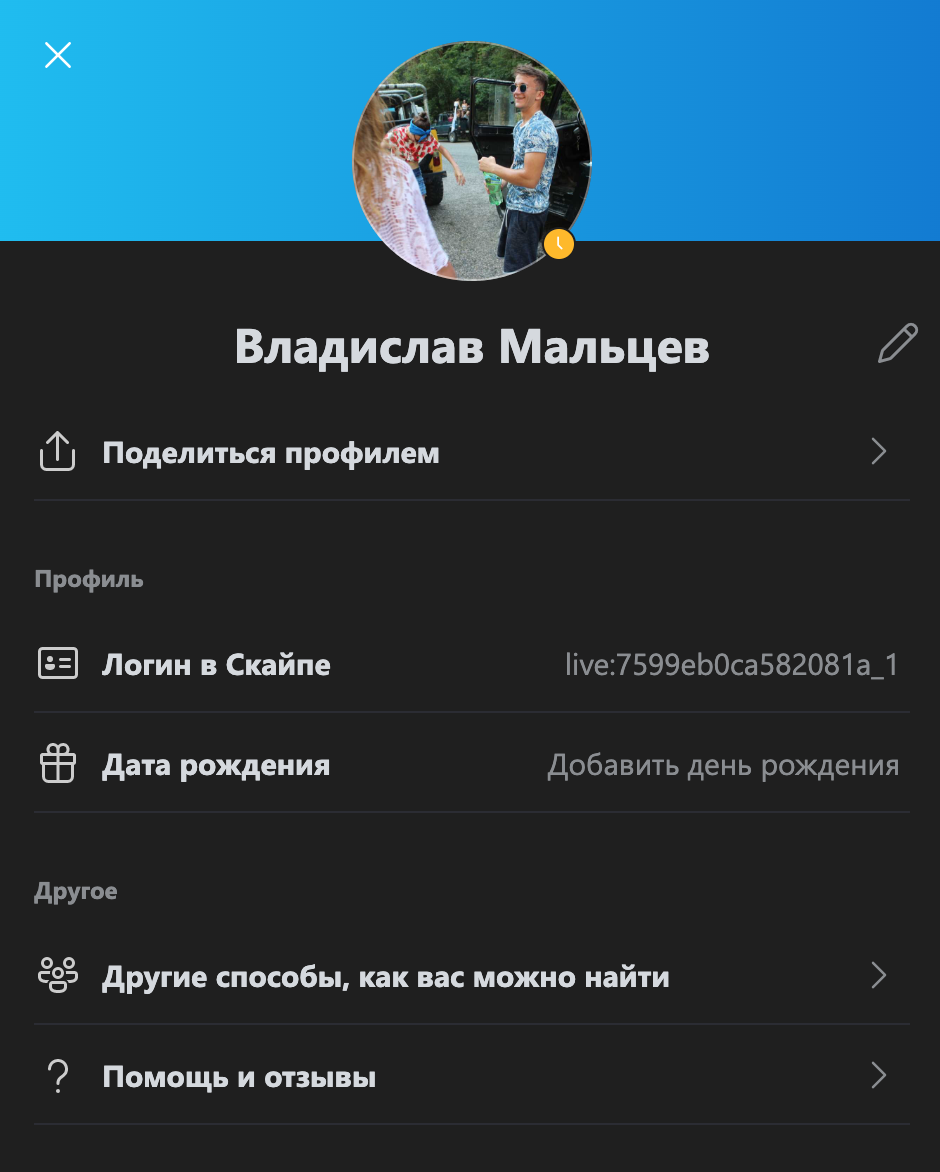 Владислав Мальцев
Поделиться профилем
Профиль
Логин в Скайпе live:7599eb0ca582081a_1
Дата рождения Добавить день рождения
Другое
Другие способы, как вас можно найти
Помощь и отзывы